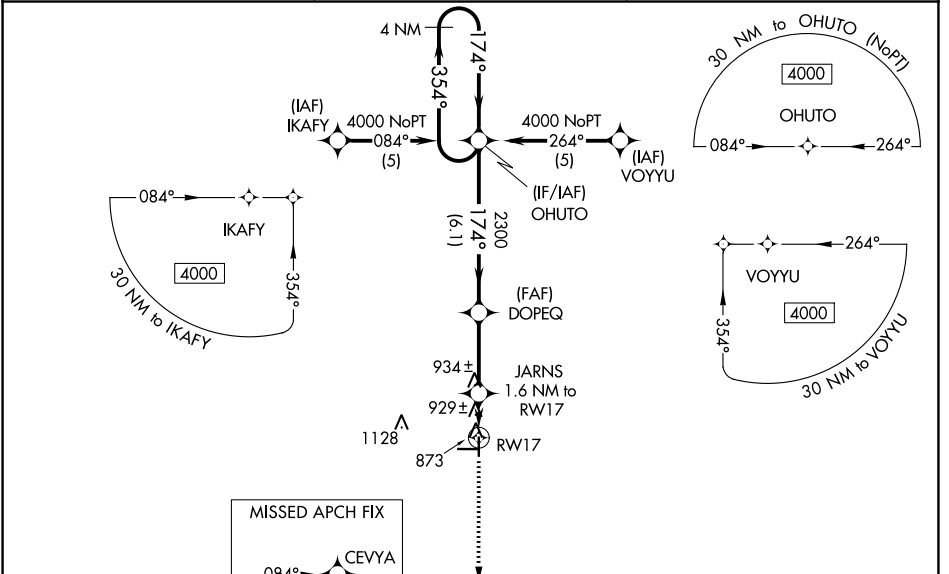 4 NM
174°
354°
(IAF)
IKAFY
4000 NoPT
084°
(5)
4000 NoPT
264°
(5)
(IAF)
VOYYU
(IF/IAF)
OHUTO
30 NM to OHUTO (NoPT)
4000
OHUTO
084°
264°
084°
IKAFY
4000
354°
30 NM to IKAFY
2300
174°
(6.1)
264°
VOYYU
4000
354°
30 NM to VOYYU
(FAF)
DOPEQ
934±
JARNS
1.6 NM to
RW17
929±
1128
873
RW17
MISSED APCH FIX
CEVYA
084°